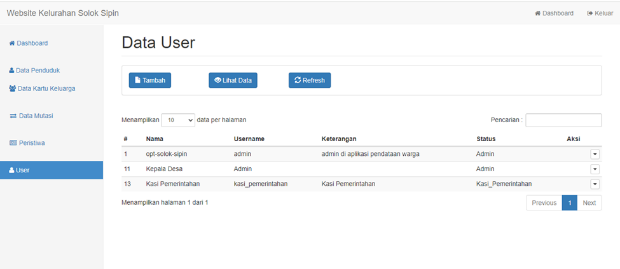 Website Kelurahan Solok Sipin Dashboard Keluar
Dashboard
Data Penduduk
Data Kartu Keluarga
Data Mutasi
Peristiwa
User
Data User
Tambah Lihat Data Refresh
Menampilkan 10 data per halaman Pencarian :
# Nama Username Keterangan Status Aksi
1 opt-solok-sipin admin admin di aplikasi pendataan warga Admin
11 Kepala Desa Admin Admin
13 Kasi Pemerintahan kasi_pemerintahan Kasi Pemerintahan Kasi_Pemerintahan
Menampilkan halaman 1 dari 1 Previous 1 Next